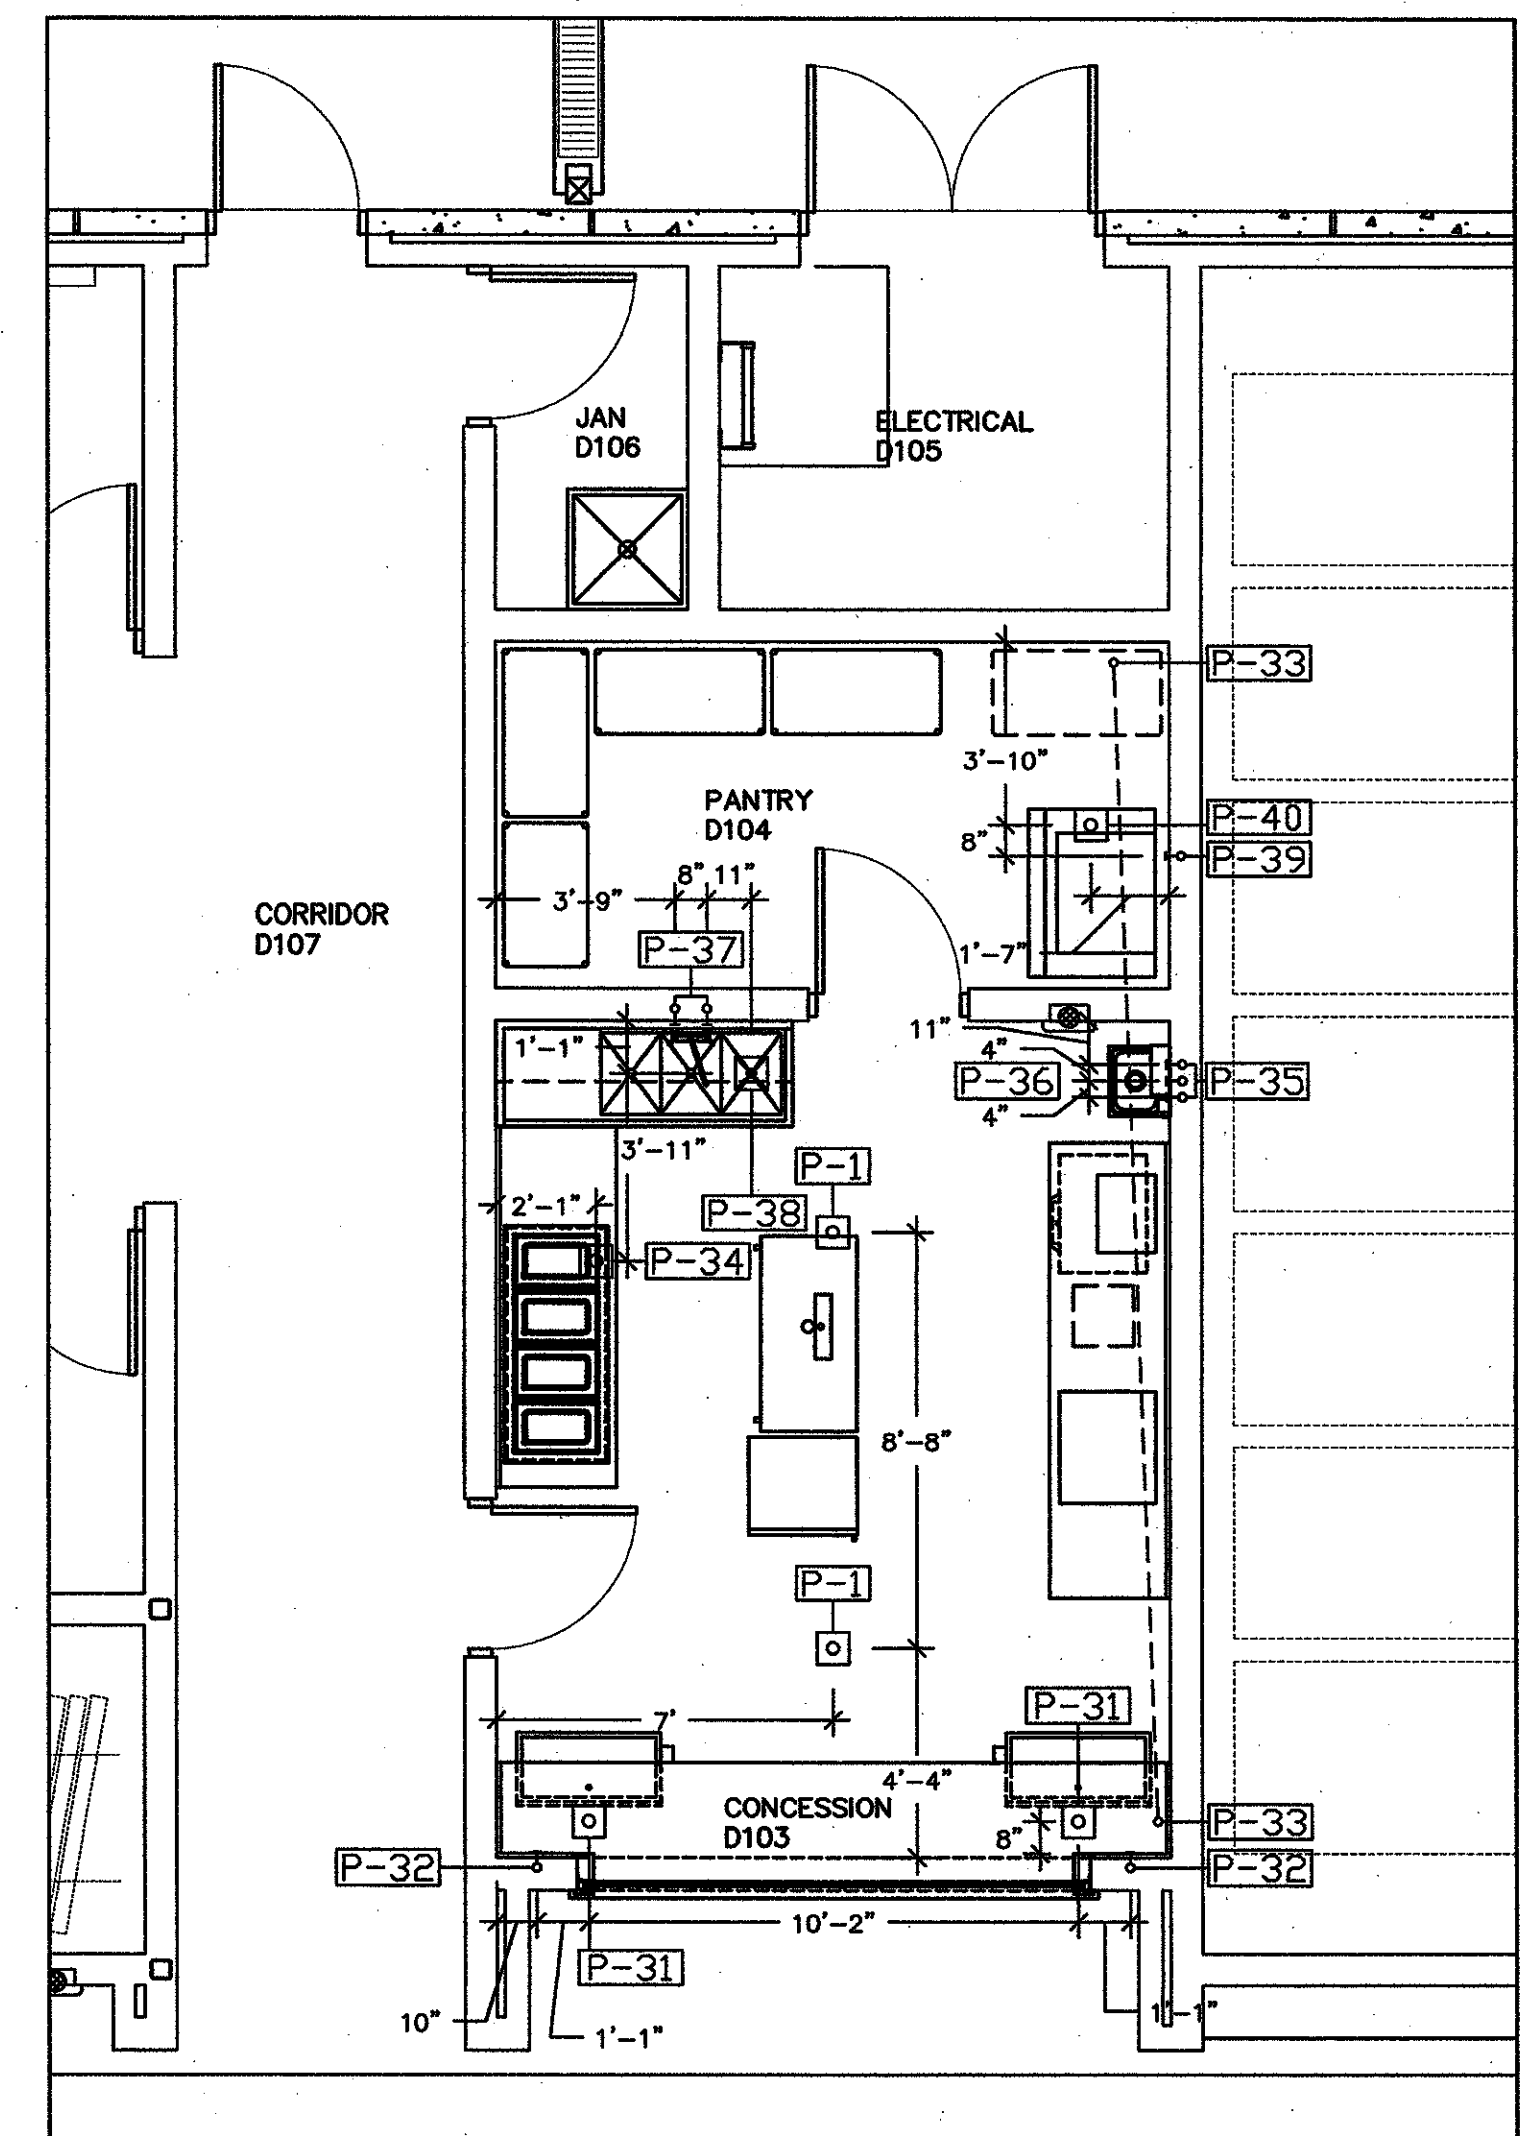 JAN
D106
ELECTRICAL
D105
P-33
3'-10"
PANTRY
D104
P-40
8"
P-39
8" 11"
3'-9"
CORRIDOR
D107
P-37
1'-7"
11"
1'-1"
4"
P-36
P-35
4"
3'-11"
P-1
2'-1"
P-38
P-34
8'-8"
P-1
P-31
7'
4'-4"
CONCESSION
D103
8"
P-33
P-32
P-32
10'-2"
P-31
10"
1'-1"
1'-1"